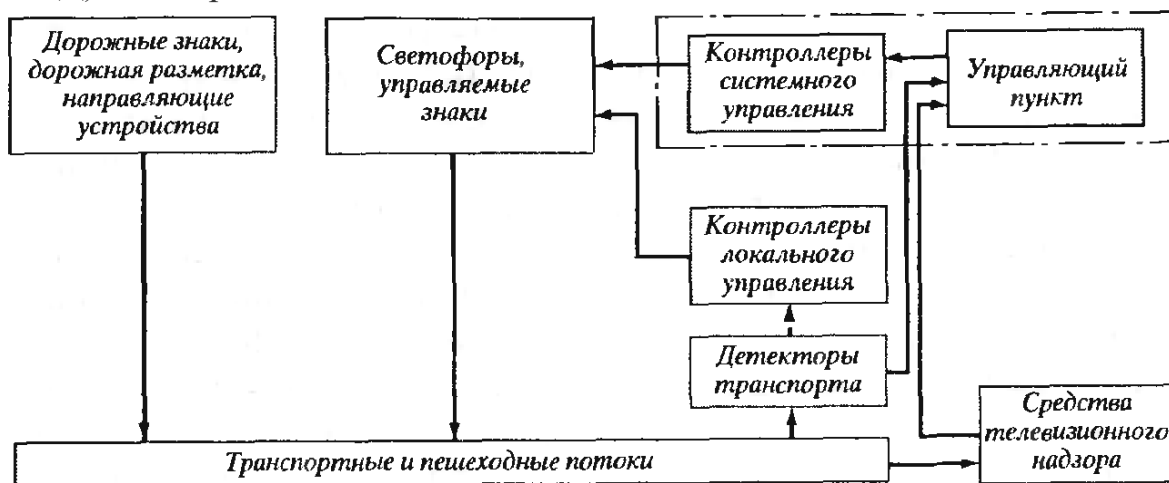 Дорожные знаки,
дорожная разметка,
направляющие
устройства
Светофоры,
управляемые
знаки
Контроллеры
системного
управления
Управляющий
пункт
Контроллеры
локального
управления
Детекторы
транспорта
Средства
телевизионного
надзора
Транспортные и пешеходные потоки